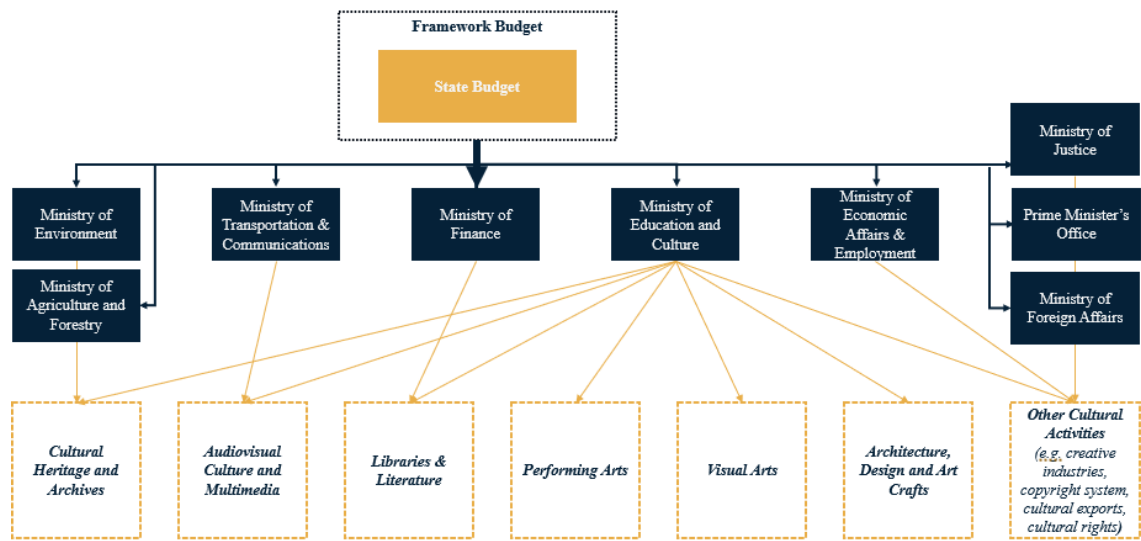 Framework Budget
State Budget
Ministry of
Justice
Ministry of
Environment
Ministry of
Transportation &
Communications
Ministry of
Finance
Ministry of
Education and
Culture
Ministry of
Economic
Affairs &
Employment
Prime Minister's
Office
Ministry of
Agriculture and
Forestry
Ministry of
Foreign Affairs
Cultural
Heritage and
Archives
Audiovisual
Culture and
Multimedia
Libraries &
Literature
Performing Arts
Visual Arts
Architecture,
Design and Art
Crafts
Other Cultural
Activities
(e.g. creative
industries,
copyright system,
cultural exports,
cultural rights)